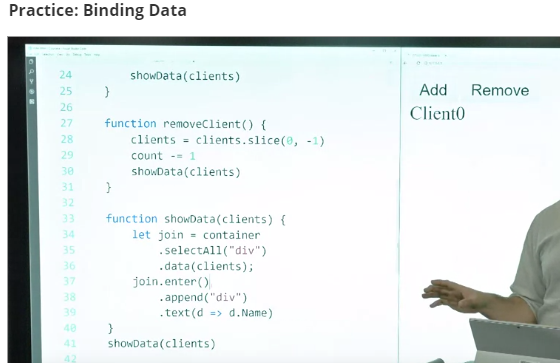 Practice: Binding Data
24 showData(clients)
25 }
26
27 function removeClient() {
28 clients = clients.slice(0, -1)
29 count -= 1
30 showData(clients)
31 }
32
33 function showData(clients) {
34 let join = container
35 .selectAll("div")
36 .data(clients);
37 join.enter()
38 .append("div")
39 .text(d => d.Name)
40 }
41 showData(clients)
42
Add Remove
Client0